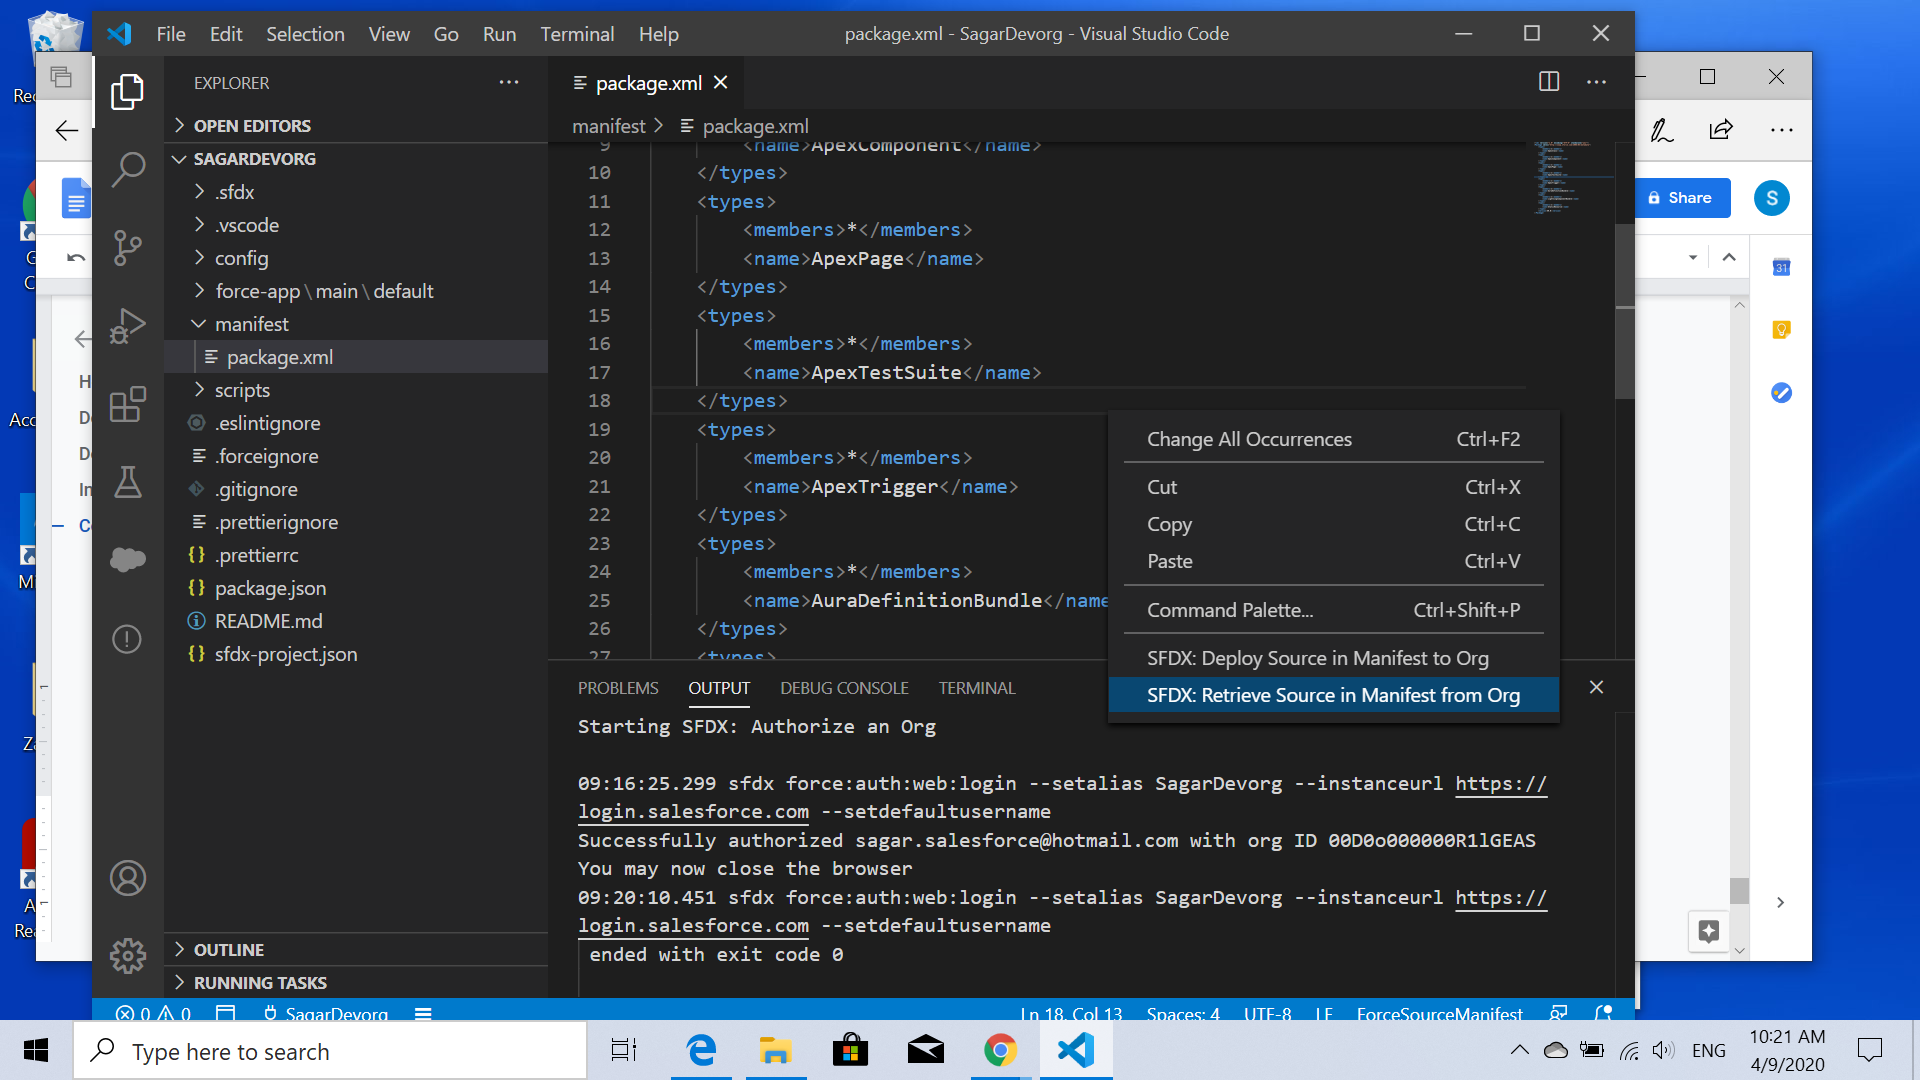 File Edit Selection View Go Run Terminal Help
package.xml - SagarDevorg - Visual Studio Code
EXPLORER
OPEN EDITORS
SAGARDEVORG
.sfdx
.vscode
config
force-app\main\default
manifest
package.xml
scripts
.eslintignore
.forceignore
.gitignore
.prettierignore
.prettierrc
package.json
README.md
sfdx-project.json
OUTLINE
RUNNING TASKS
package.xml
manifest > package.xml
9 <name>ApexComponent</name>
10 </types>
11 <types>
12 <members>*</members>
13 <name>ApexPage</name>
14 </types>
15 <types>
16 <members>*</members>
17 <name>ApexTestSuite</name>
18 </types>
19 <types>
20 <members>*</members>
21 <name>ApexTrigger</name>
22 </types>
23 <types>
24 <members>*</members>
25 <name>AuraDefinitionBundle</name
26 </types>
27 <types>
Change All Occurrences Ctrl+F2
Cut Ctrl+X
Copy Ctrl+C
Paste Ctrl+V
Command Palette... Ctrl+Shift+P
SFDX: Deploy Source in Manifest to Org
SFDX: Retrieve Source in Manifest from Org
PROBLEMS OUTPUT DEBUG CONSOLE TERMINAL
Starting SFDX: Authorize an Org
09:16:25.299 sfdx force:auth:web:login --setalias SagarDevorg --instanceurl https://
login.salesforce.com --setdefaultusername
Successfully authorized sagar.salesforce@hotmail.com with org ID 00D0o000000R1lGEAS
You may now close the browser
09:20:10.451 sfdx force:auth:web:login --setalias SagarDevorg --instanceurl https://
login.salesforce.com --setdefaultusername
ended with exit code 0
0 0 SagarDevorg
Ln 18, Col 13 Spaces: 4 UTF-8 LF ForceSourceManifest
Share
S
31
Type here to search
ENG
10:21 AM
4/9/2020